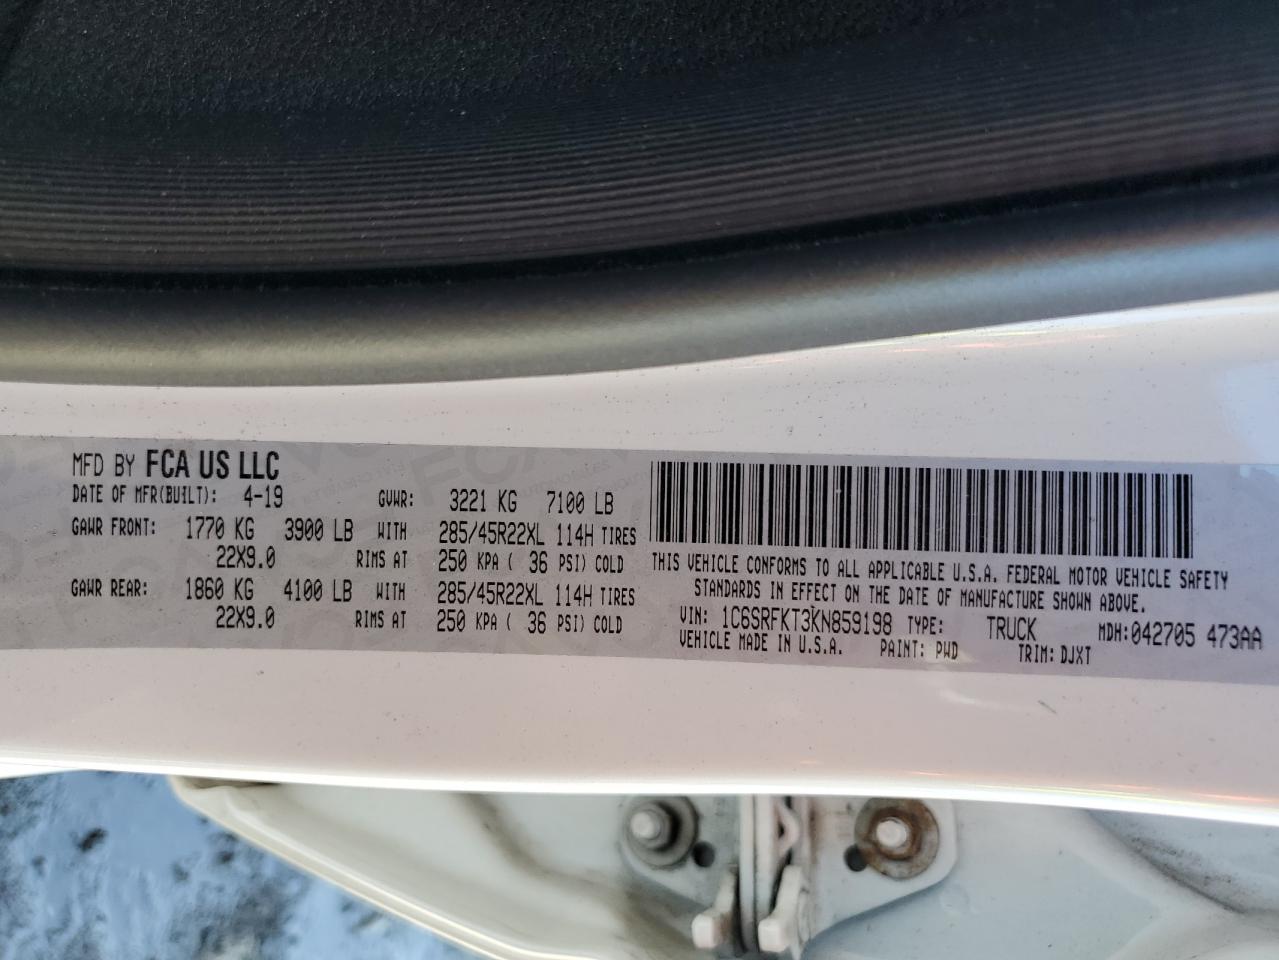 MFD BY FCA US LLC
DATE OF MFR(BUILT): 4-19 GVWR: 3221 KG 7100 LB
GAWR FRONT: 1770 KG 3900 LB WITH 285/45R22XL 114H TIRES
22X9.0 RIMS AT 250 KPA ( 36 PSI) COLD
GAWR REAR: 1860 KG 4100 LB WITH 285/45R22XL 114H TIRES
22X9.0 RIMS AT 250 KPA ( 36 PSI) COLD
THIS VEHICLE CONFORMS TO ALL APPLICABLE U.S.A. FEDERAL MOTOR VEHICLE SAFETY
STANDARDS IN EFFECT ON THE DATE OF MANUFACTURE SHOWN ABOVE.
VIN: 1C6SRFKT3KN859198 TYPE: TRUCK MDH:042705 473AA
VEHICLE MADE IN U.S.A. PAINT: PWD TRIM: DJXT